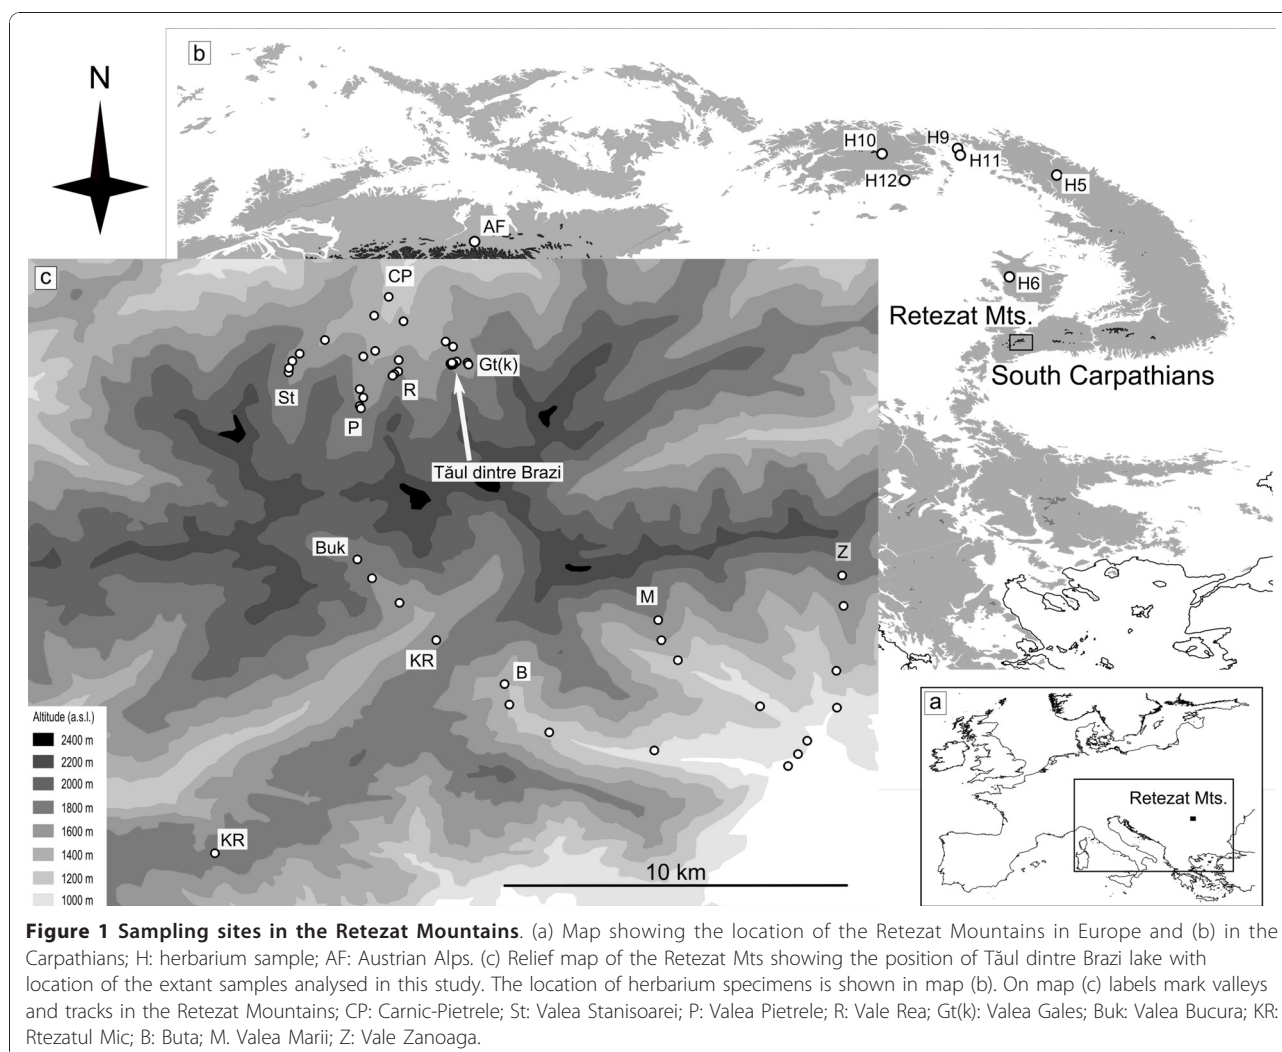 b
N
H10
H9
H11
H12
H5
AF
c
CP
H6
Retezat Mts.
Gt(k)
St
R
South Carpathians
P
Tăul dintre Brazi
Buk
Z
M
KR
B
a
Altitude (a.s.l.)
2400 m
2200 m
2000 m
1800 m
1600 m
1400 m
1200 m
1000 m
Retezat Mts.
KR
10 km
Figure 1 Sampling sites in the Retezat Mountains. (a) Map showing the location of the Retezat Mountains in Europe and (b) in the
Carpathians; H: herbarium sample; AF: Austrian Alps. (c) Relief map of the Retezat Mts showing the position of Tăul dintre Brazi lake with
location of the extant samples analysed in this study. The location of herbarium specimens is shown in map (b). On map (c) labels mark valleys
and tracks in the Retezat Mountains; CP: Carnic-Pietrele; St: Valea Stanisoarei; P: Valea Pietrele; R: Vale Rea; Gt(k): Valea Gales; Buk: Valea Bucura; KR:
Rtezatul Mic; B: Buta; M. Valea Marii; Z: Vale Zanoaga.